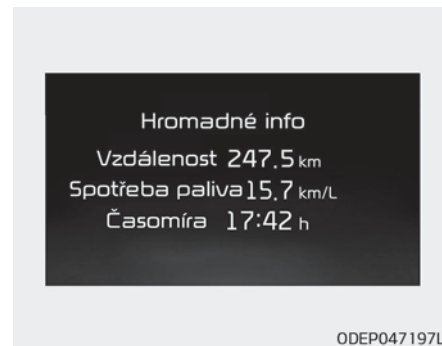 Hromadné info
Vzdálenost 247.5 km
Spotřeba paliva 15.7 km/L
Časomíra 17:42 h
ODEP047197L